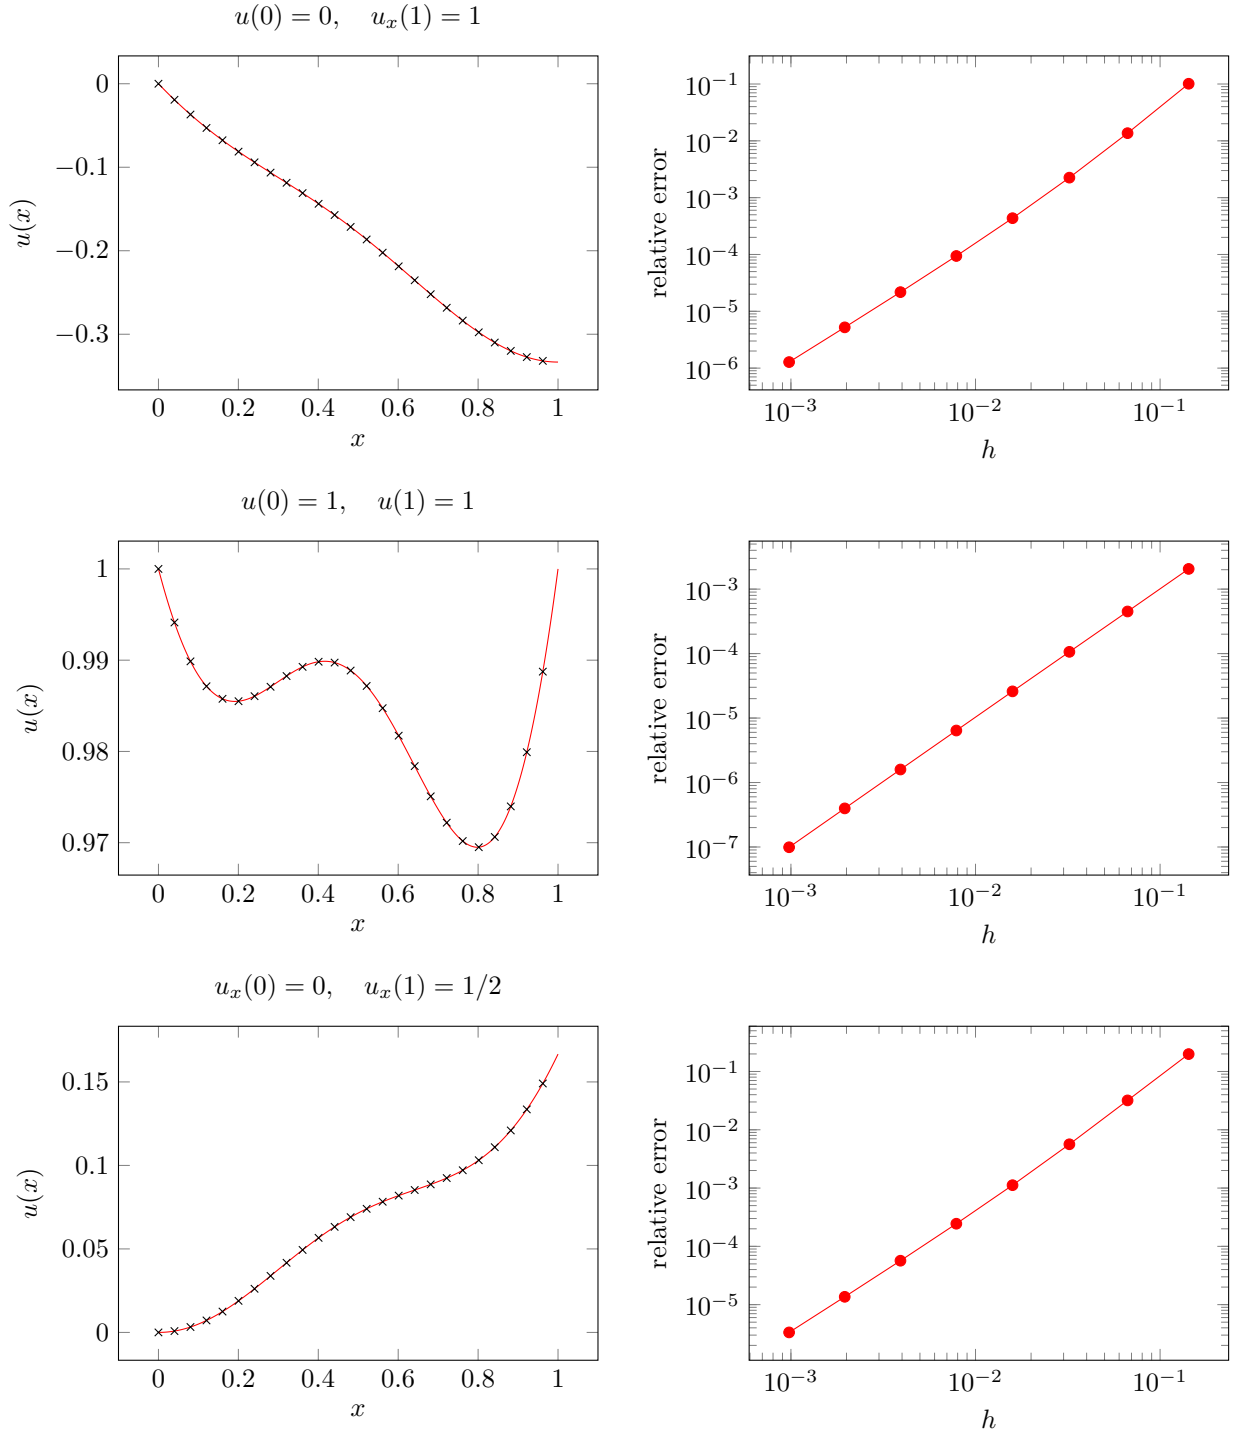 u(0) = 0, u_x(1) = 1
0
−0.1
−0.2
−0.3
u(x)
0 0.2 0.4 0.6 0.8 1
x
10^{−1}
10^{−2}
10^{−3}
10^{−4}
10^{−5}
10^{−6}
relative error
10^{−3} 10^{−2} 10^{−1}
h
u(0) = 1, u(1) = 1
1
0.99
0.98
0.97
u(x)
0 0.2 0.4 0.6 0.8 1
x
10^{−3}
10^{−4}
10^{−5}
10^{−6}
10^{−7}
relative error
10^{−3} 10^{−2} 10^{−1}
h
u_x(0) = 0, u_x(1) = 1/2
0.15
0.1
0.05
0
u(x)
0 0.2 0.4 0.6 0.8 1
x
10^{−1}
10^{−2}
10^{−3}
10^{−4}
10^{−5}
relative error
10^{−3} 10^{−2} 10^{−1}
h